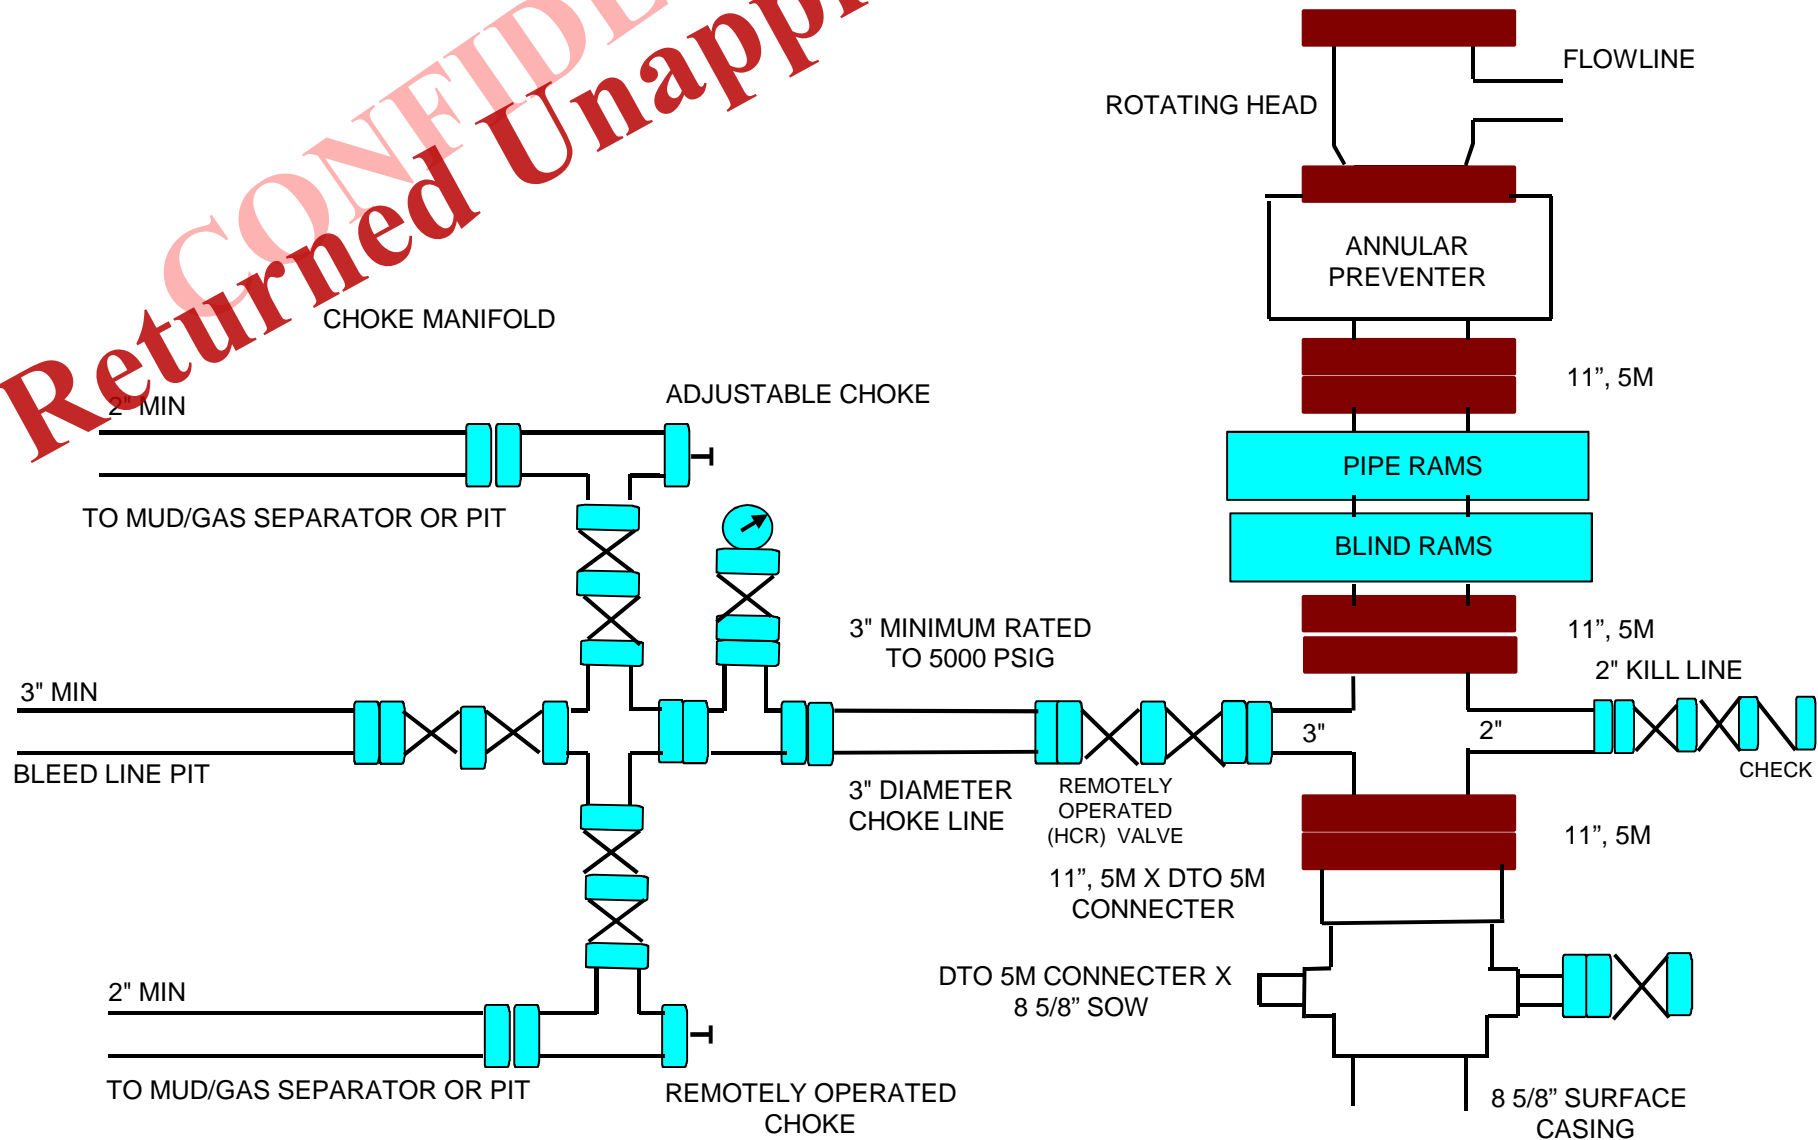 CONFIDE
Returned Unapp
FLOWLINE
ROTATING HEAD
ANNULAR
PREVENTER
CHOKE MANIFOLD
11”, 5M
2" MIN
ADJUSTABLE CHOKE
PIPE RAMS
TO MUD/GAS SEPARATOR OR PIT
BLIND RAMS
3" MINIMUM RATED
TO 5000 PSIG
11”, 5M
2" KILL LINE
3" MIN
3"
2"
BLEED LINE PIT
CHECK
3" DIAMETER
CHOKE LINE
REMOTELY
OPERATED
(HCR) VALVE
11”, 5M
11”, 5M X DTO 5M
CONNECTER
DTO 5M CONNECTER X
8 5/8” SOW
2" MIN
TO MUD/GAS SEPARATOR OR PIT
REMOTELY OPERATED
CHOKE
8 5/8” SURFACE
CASING